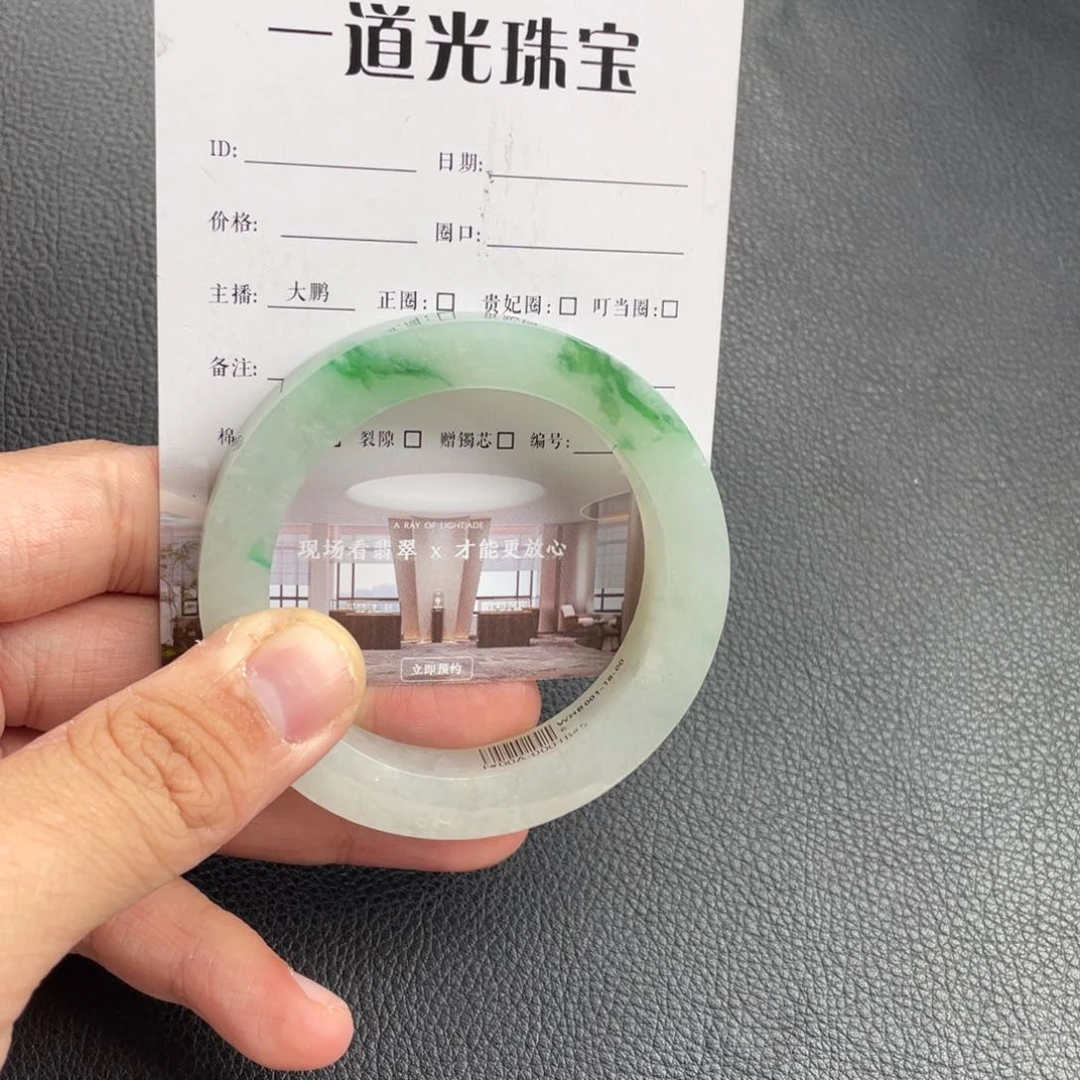 一道光珠宝
ID: 日期:
价格: 圈口:
主播: 大鹏 正圈: 贵妃圈: 叮当圈:
备注:
棉 裂隙 赠镯芯 编号:
A RAY OF LIGHTJADE
现场看翡翠 x 才能更放心
立即预约